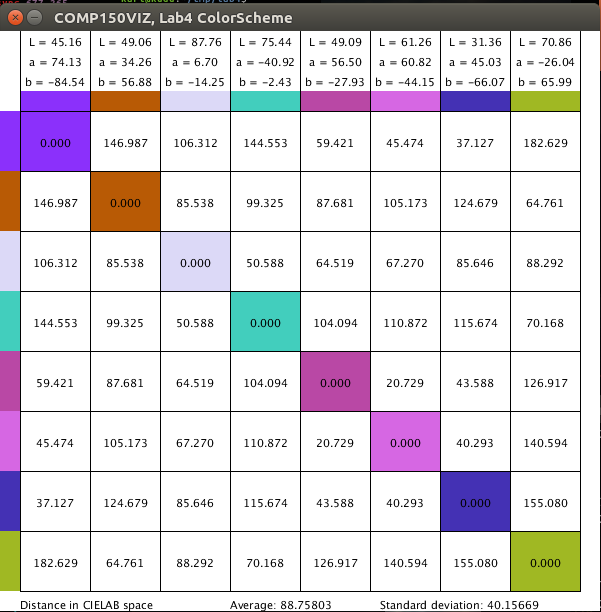 COMP150VIZ, Lab4 ColorScheme
L = 45.16 L = 49.06 L = 87.76 L = 75.44 L = 49.09 L = 61.26 L = 31.36 L = 70.86
a = 74.13 a = 34.26 a = 6.70 a = −40.92 a = 56.50 a = 60.82 a = 45.03 a = −26.04
b = −84.54 b = 56.88 b = −14.25 b = −2.43 b = −27.93 b = −44.15 b = −66.07 b = 65.99
0.000 146.987 106.312 144.553 59.421 45.474 37.127 182.629
146.987 0.000 85.538 99.325 87.681 105.173 124.679 64.761
106.312 85.538 0.000 50.588 64.519 67.270 85.646 88.292
144.553 99.325 50.588 0.000 104.094 110.872 115.674 70.168
59.421 87.681 64.519 104.094 0.000 20.729 43.588 126.917
45.474 105.173 67.270 110.872 20.729 0.000 40.293 140.594
37.127 124.679 85.646 115.674 43.588 40.293 0.000 155.080
182.629 64.761 88.292 70.168 126.917 140.594 155.080 0.000
Distance in CIELAB space Average: 88.75803 Standard deviation: 40.15669